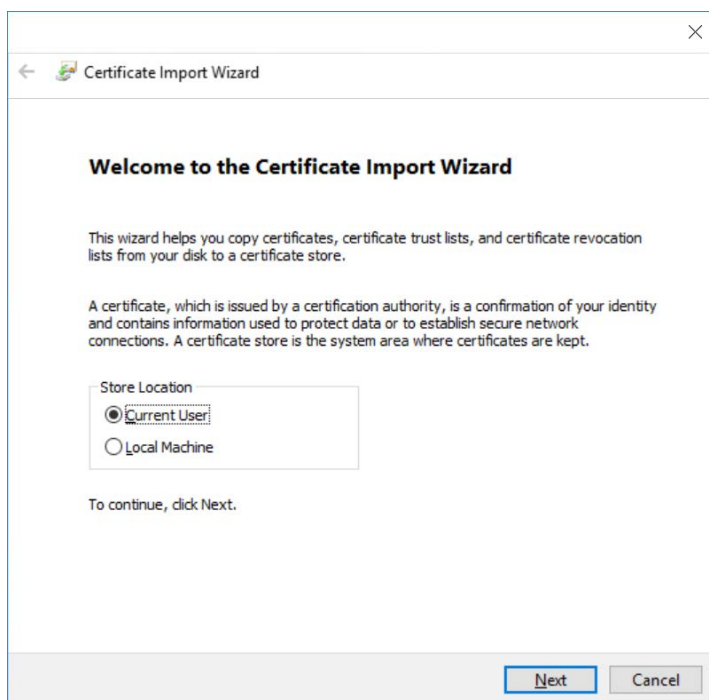 Certificate Import Wizard
Welcome to the Certificate Import Wizard
This wizard helps you copy certificates, certificate trust lists, and certificate revocation
lists from your disk to a certificate store.
A certificate, which is issued by a certification authority, is a confirmation of your identity
and contains information used to protect data or to establish secure network
connections. A certificate store is the system area where certificates are kept.
Store Location
Current User
Local Machine
To continue, click Next.
Next
Cancel